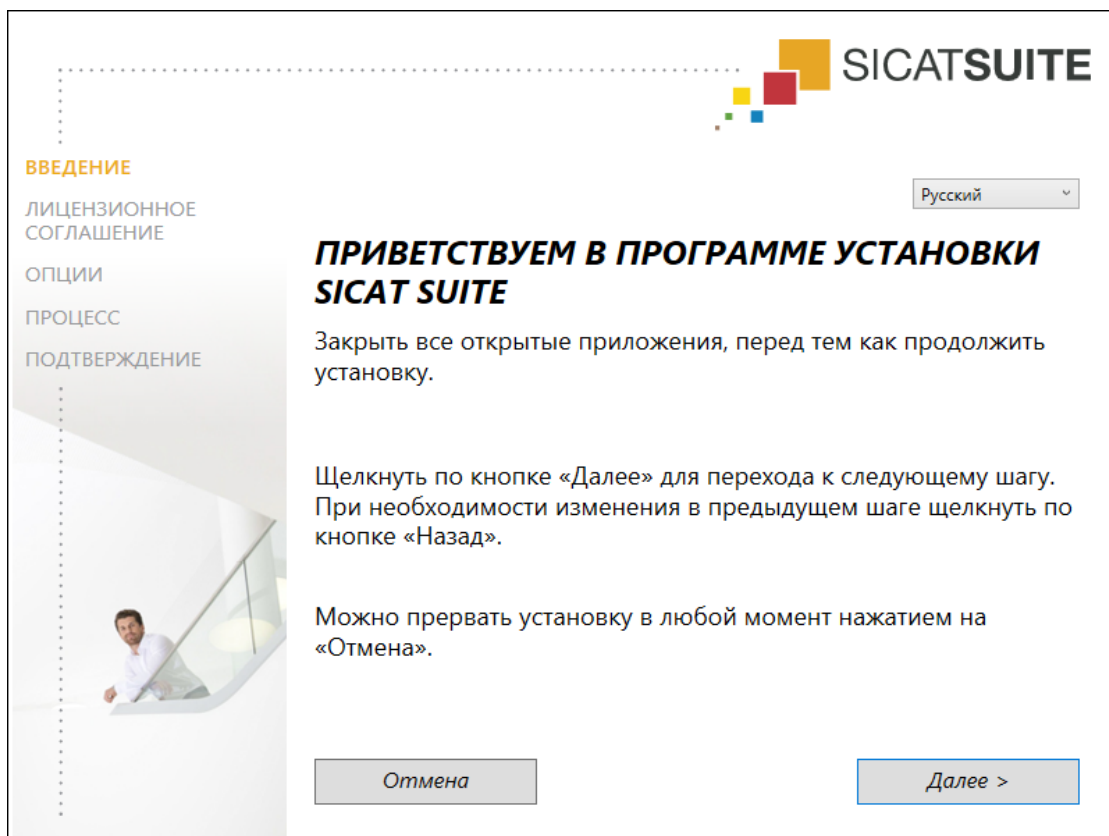 SICATSUITE
ВВЕДЕНИЕ
ЛИЦЕНЗИОННОЕ
СОГЛАШЕНИЕ
ОПЦИИ
ПРОЦЕСС
ПОДТВЕРЖДЕНИЕ
Русский
ПРИВЕТСТВУЕМ В ПРОГРАММЕ УСТАНОВКИ
SICAT SUITE
Закрыть все открытые приложения, перед тем как продолжить
установку.
Щелкнуть по кнопке «Далее» для перехода к следующему шагу.
При необходимости изменения в предыдущем шаге щелкнуть по
кнопке «Назад».
Можно прервать установку в любой момент нажатием на
«Отмена».
Отмена
Далее >